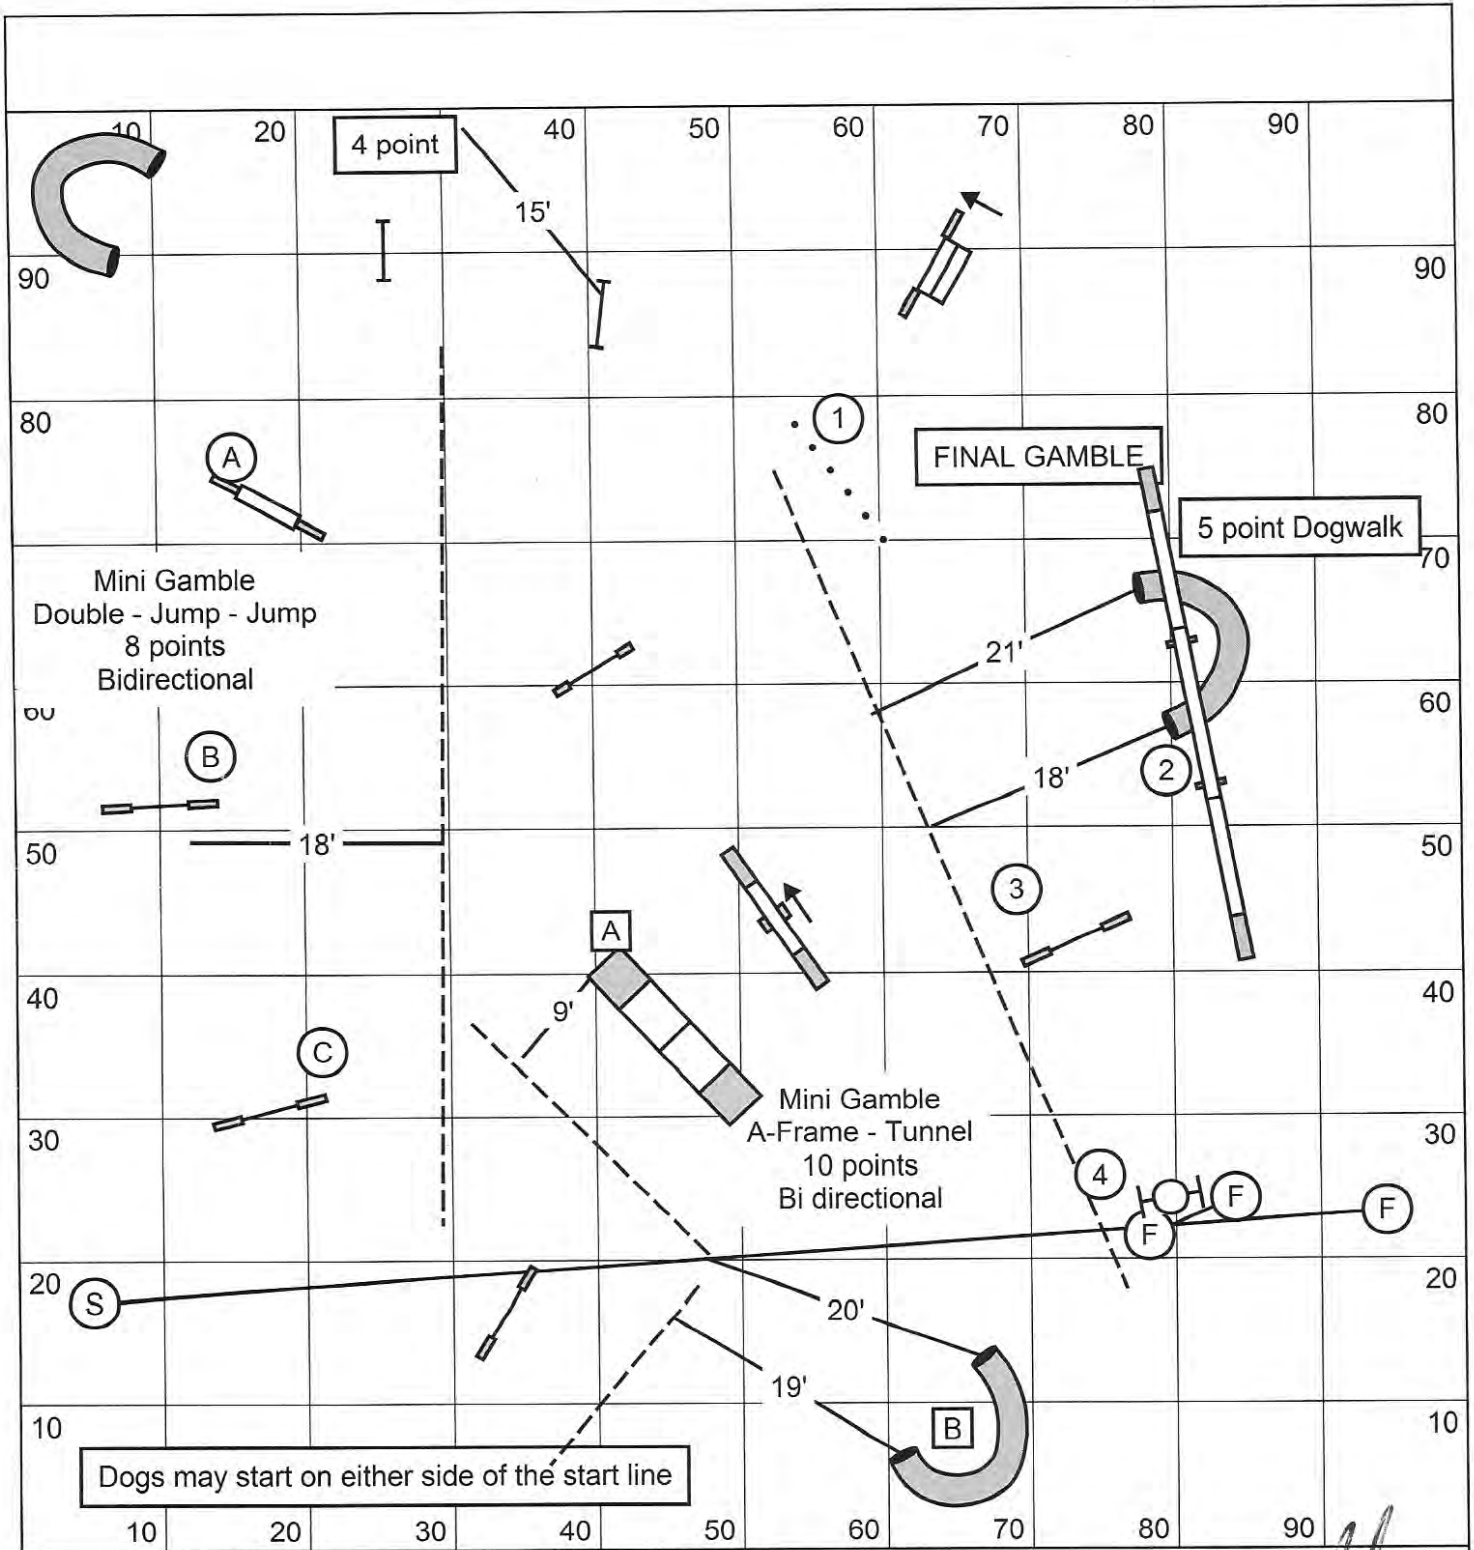 10 20 40 50 60 70 80 90
4 point
15'
90 90
80 80
1
FINAL GAMBLE
A
5 point Dogwalk
70
Mini Gamble
Double - Jump - Jump
8 points
Bidirectional
21'
60 60
B
18'
2
50 18' 50
3
A
40 9' 40
C
Mini Gamble
A-Frame - Tunnel
10 points
Bi directional
30 30
4
F F
F
20 20
S
20'
19'
B
10 10
Dogs may start on either side of the start line
10 20 30 40 50 60 70 80 90